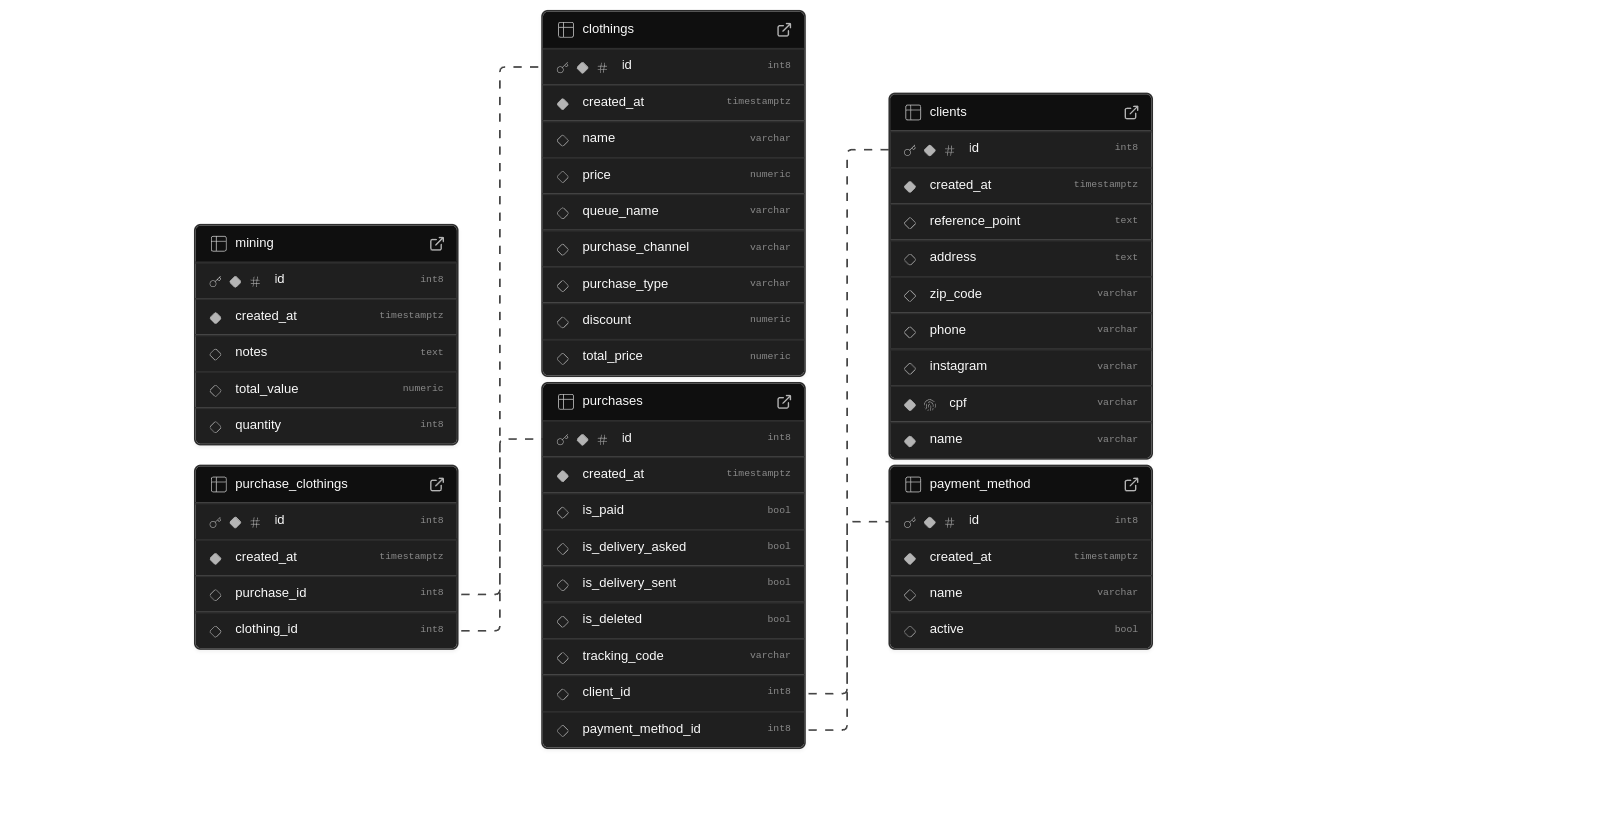 clothings
id int8
created_at timestamptz
name varchar
price numeric
queue_name varchar
purchase_channel varchar
purchase_type varchar
discount numeric
total_price numeric
clients
id int8
created_at timestamptz
reference_point text
address text
zip_code varchar
phone varchar
instagram varchar
cpf varchar
name varchar
mining
id int8
created_at timestamptz
notes text
total_value numeric
quantity int8
purchases
id int8
created_at timestamptz
is_paid bool
is_delivery_asked bool
is_delivery_sent bool
is_deleted bool
tracking_code varchar
client_id int8
payment_method_id int8
purchase_clothings
id int8
created_at timestamptz
purchase_id int8
clothing_id int8
payment_method
id int8
created_at timestamptz
name varchar
active bool